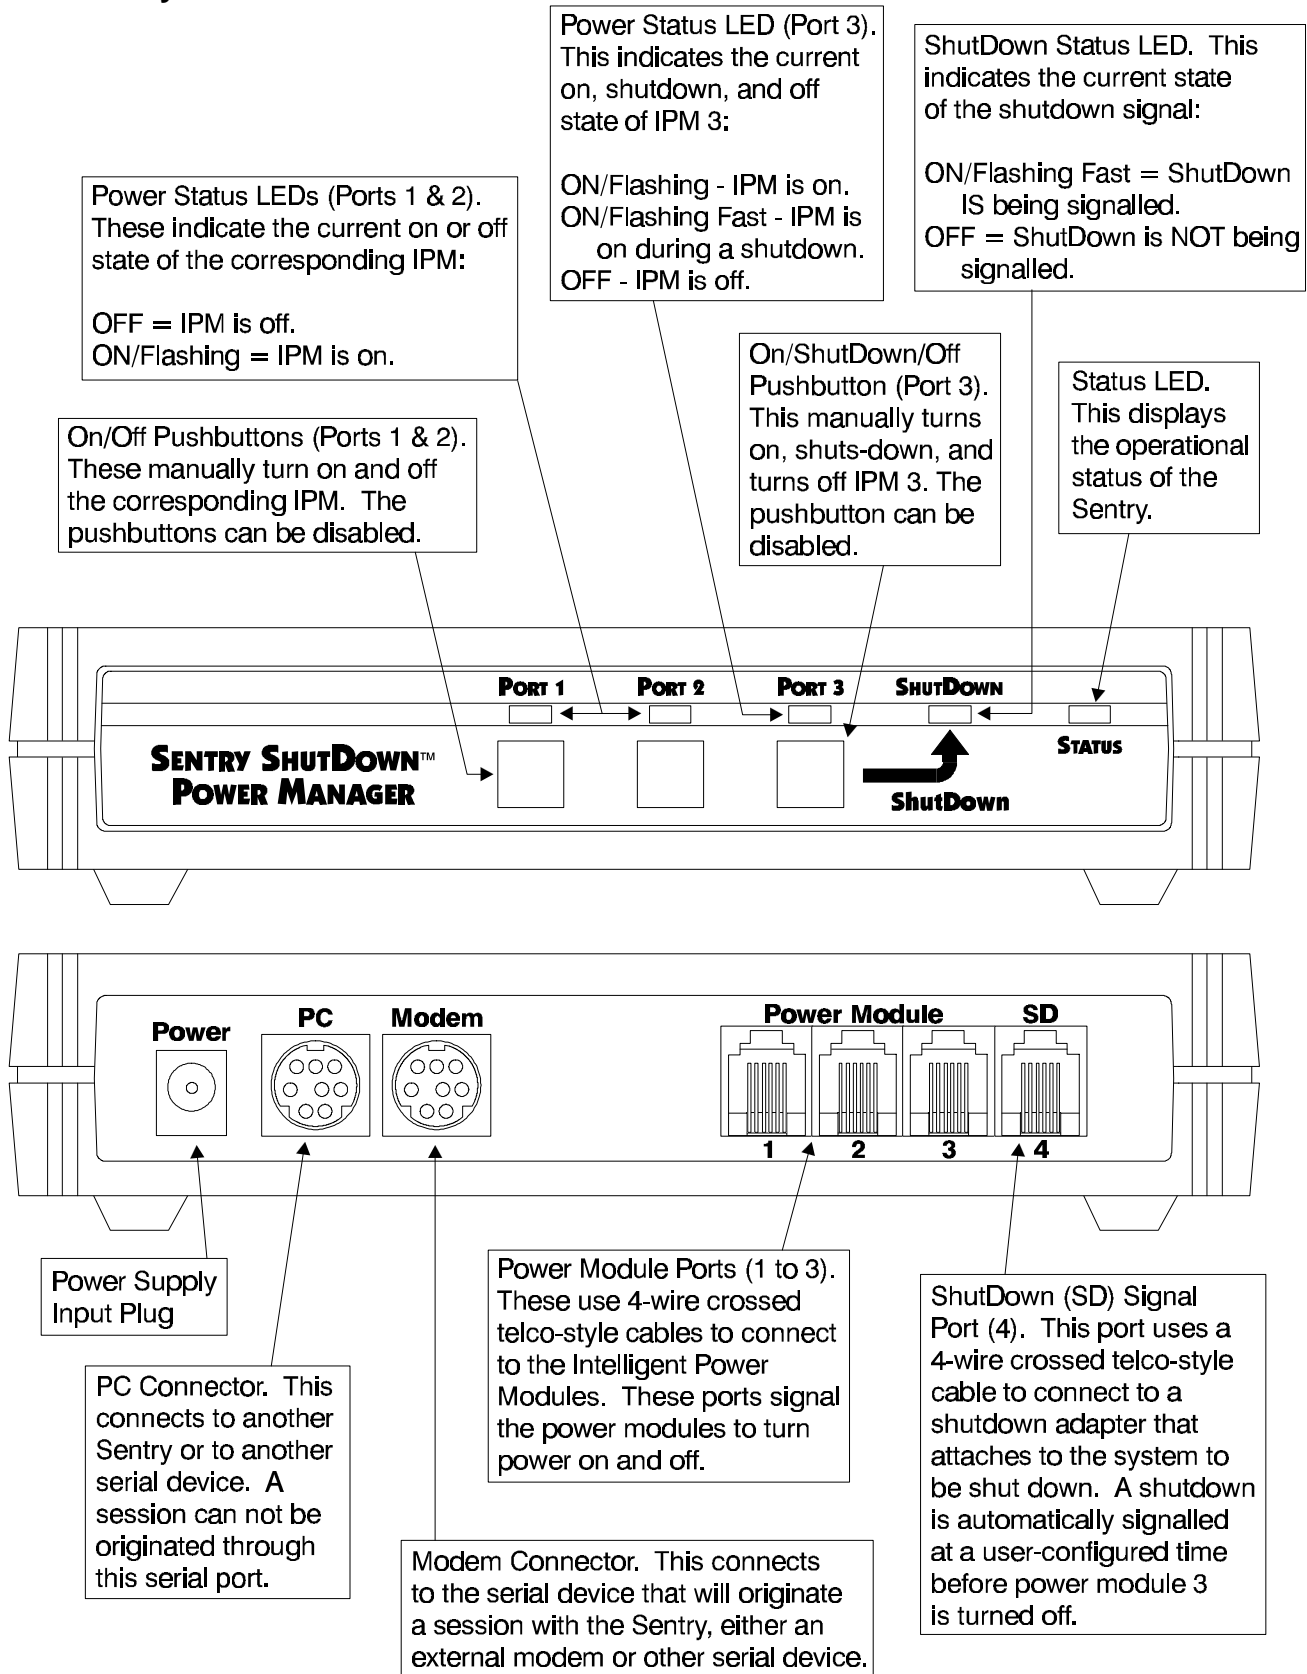 Power Status LED (Port 3).
This indicates the current
on, shutdown, and off
state of IPM 3:
ON/Flashing - IPM is on.
ON/Flashing Fast - IPM is
on during a shutdown.
OFF - IPM is off.
ShutDown Status LED. This
indicates the current state
of the shutdown signal:
ON/Flashing Fast = ShutDown
IS being signalled.
OFF = ShutDown is NOT being
signalled.
Power Status LEDs (Ports 1 & 2).
These indicate the current on or off
state of the corresponding IPM:
OFF = IPM is off.
ON/Flashing = IPM is on.
On/ShutDown/Off
Pushbutton (Port 3).
This manually turns
on, shuts-down, and
turns off IPM 3. The
pushbutton can be
disabled.
Status LED.
This displays
the operational
status of the
Sentry.
On/Off Pushbuttons (Ports 1 & 2).
These manually turn on and off
the corresponding IPM. The
pushbuttons can be disabled.
PORT 1 PORT 2 PORT 3 SHUTDOWN
STATUS
SENTRY SHUTDOWN™
POWER MANAGER
ShutDown
Power PC Modem Power Module SD
1 2 3 4
Power Supply
Input Plug
PC Connector. This
connects to another
Sentry or to another
serial device. A
session can not be
originated through
this serial port.
Modem Connector. This connects
to the serial device that will originate
a session with the Sentry, either an
external modem or other serial device.
Power Module Ports (1 to 3).
These use 4-wire crossed
telco-style cables to connect
to the Intelligent Power
Modules. These ports signal
the power modules to turn
power on and off.
ShutDown (SD) Signal
Port (4). This port uses a
4-wire crossed telco-style
cable to connect to a
shutdown adapter that
attaches to the system to
be shut down. A shutdown
is automatically signalled
at a user-configured time
before power module 3
is turned off.